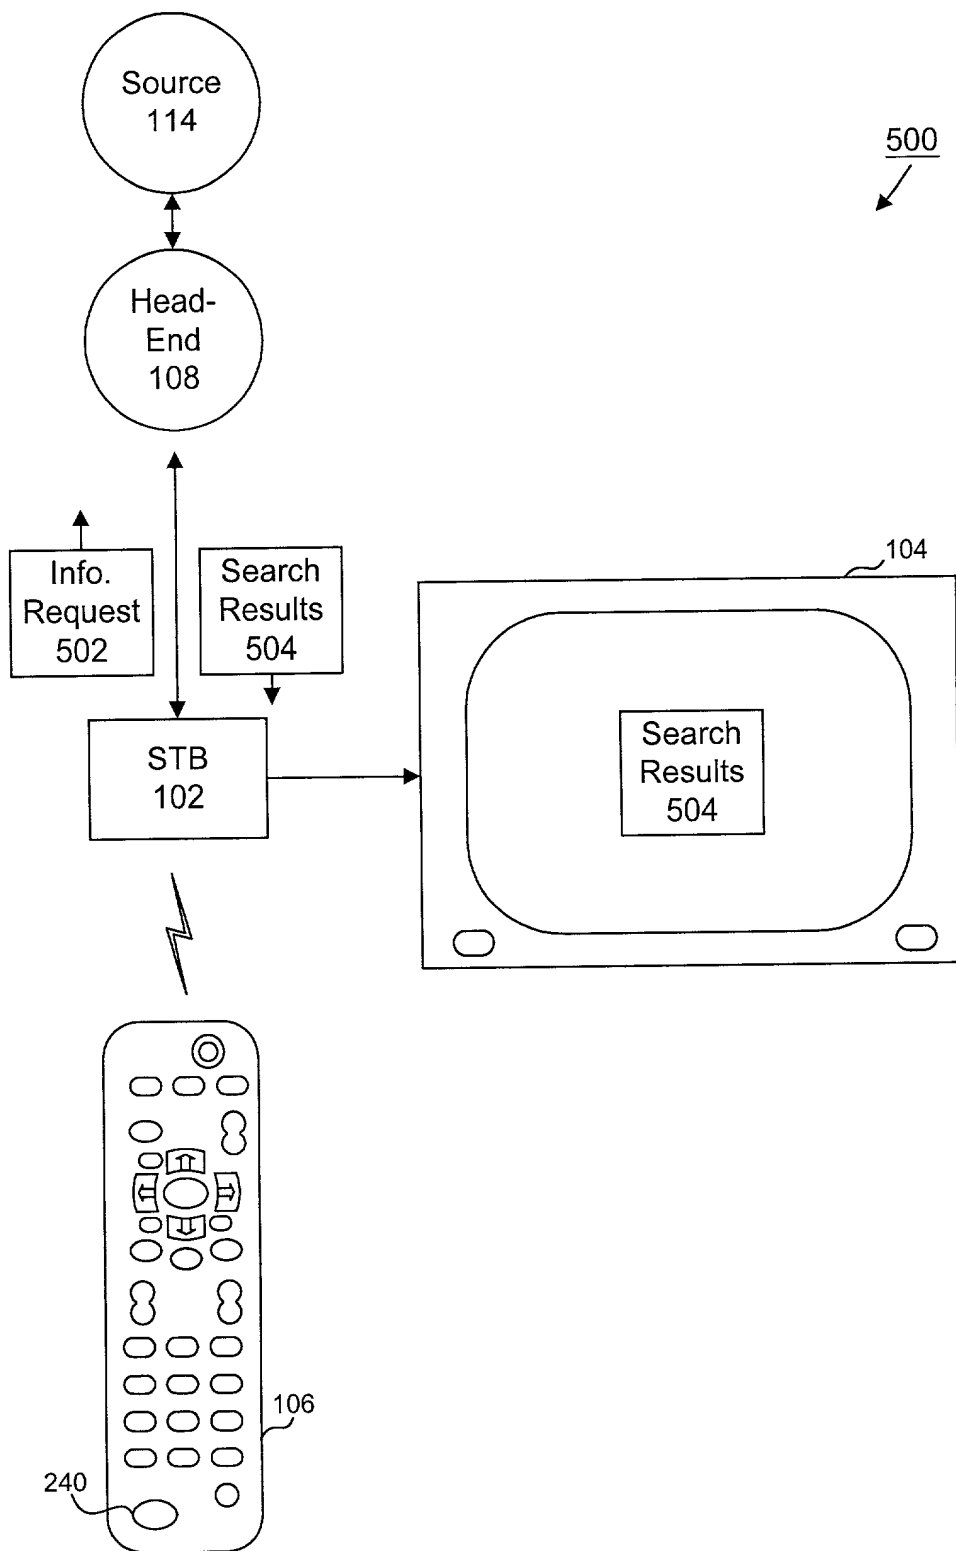 Source
114
500
Head-
End
108
Info.
Request
502
Search
Results
504
104
STB
102
Search
Results
504
106
240